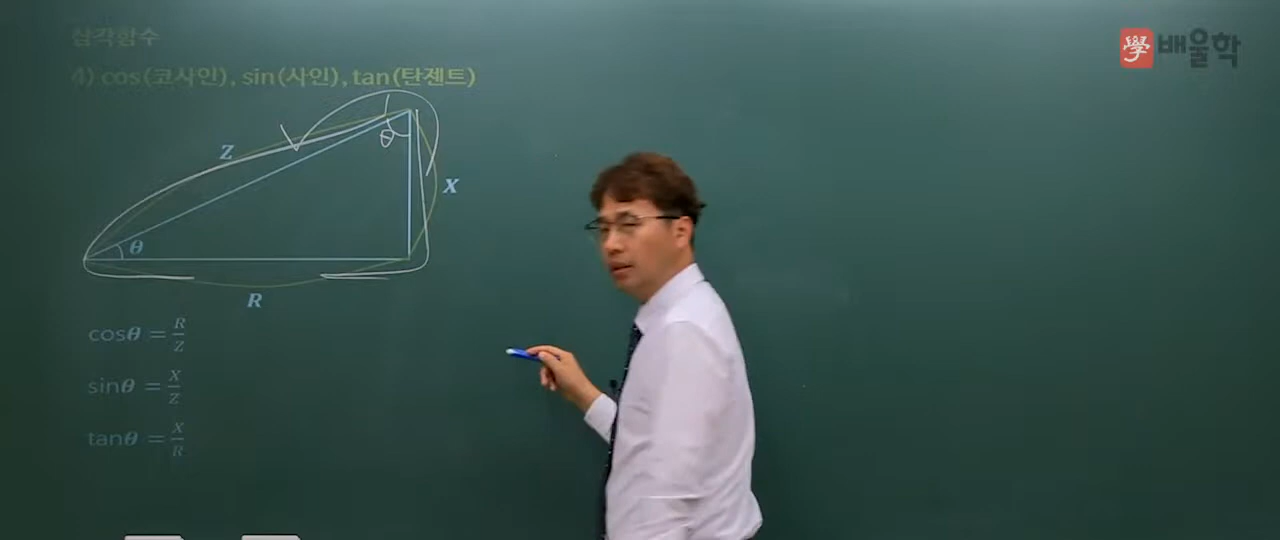 삼각함수
學 배울학
4) cos(코사인), sin(사인), tan(탄젠트)
θ
Z
X
θ
R
cosθ = R/Z
sinθ = X/Z
tanθ = X/R